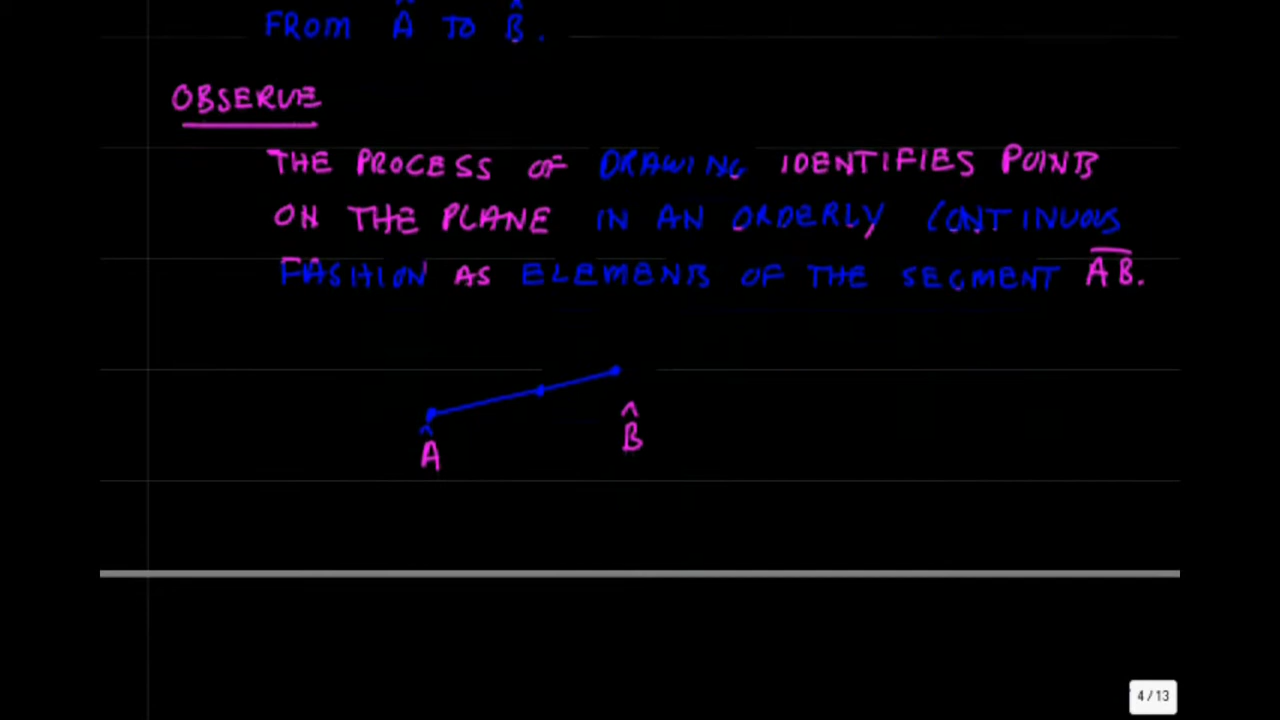 FROM Â TO B̂.
OBSERVE
THE PROCESS OF DRAWING IDENTIFIES POINTS
ON THE PLANE IN AN ORDERLY CONTINUOUS
FASHION AS ELEMENTS OF THE SEGMENT A̅B̅.
Â
B̂
4/13